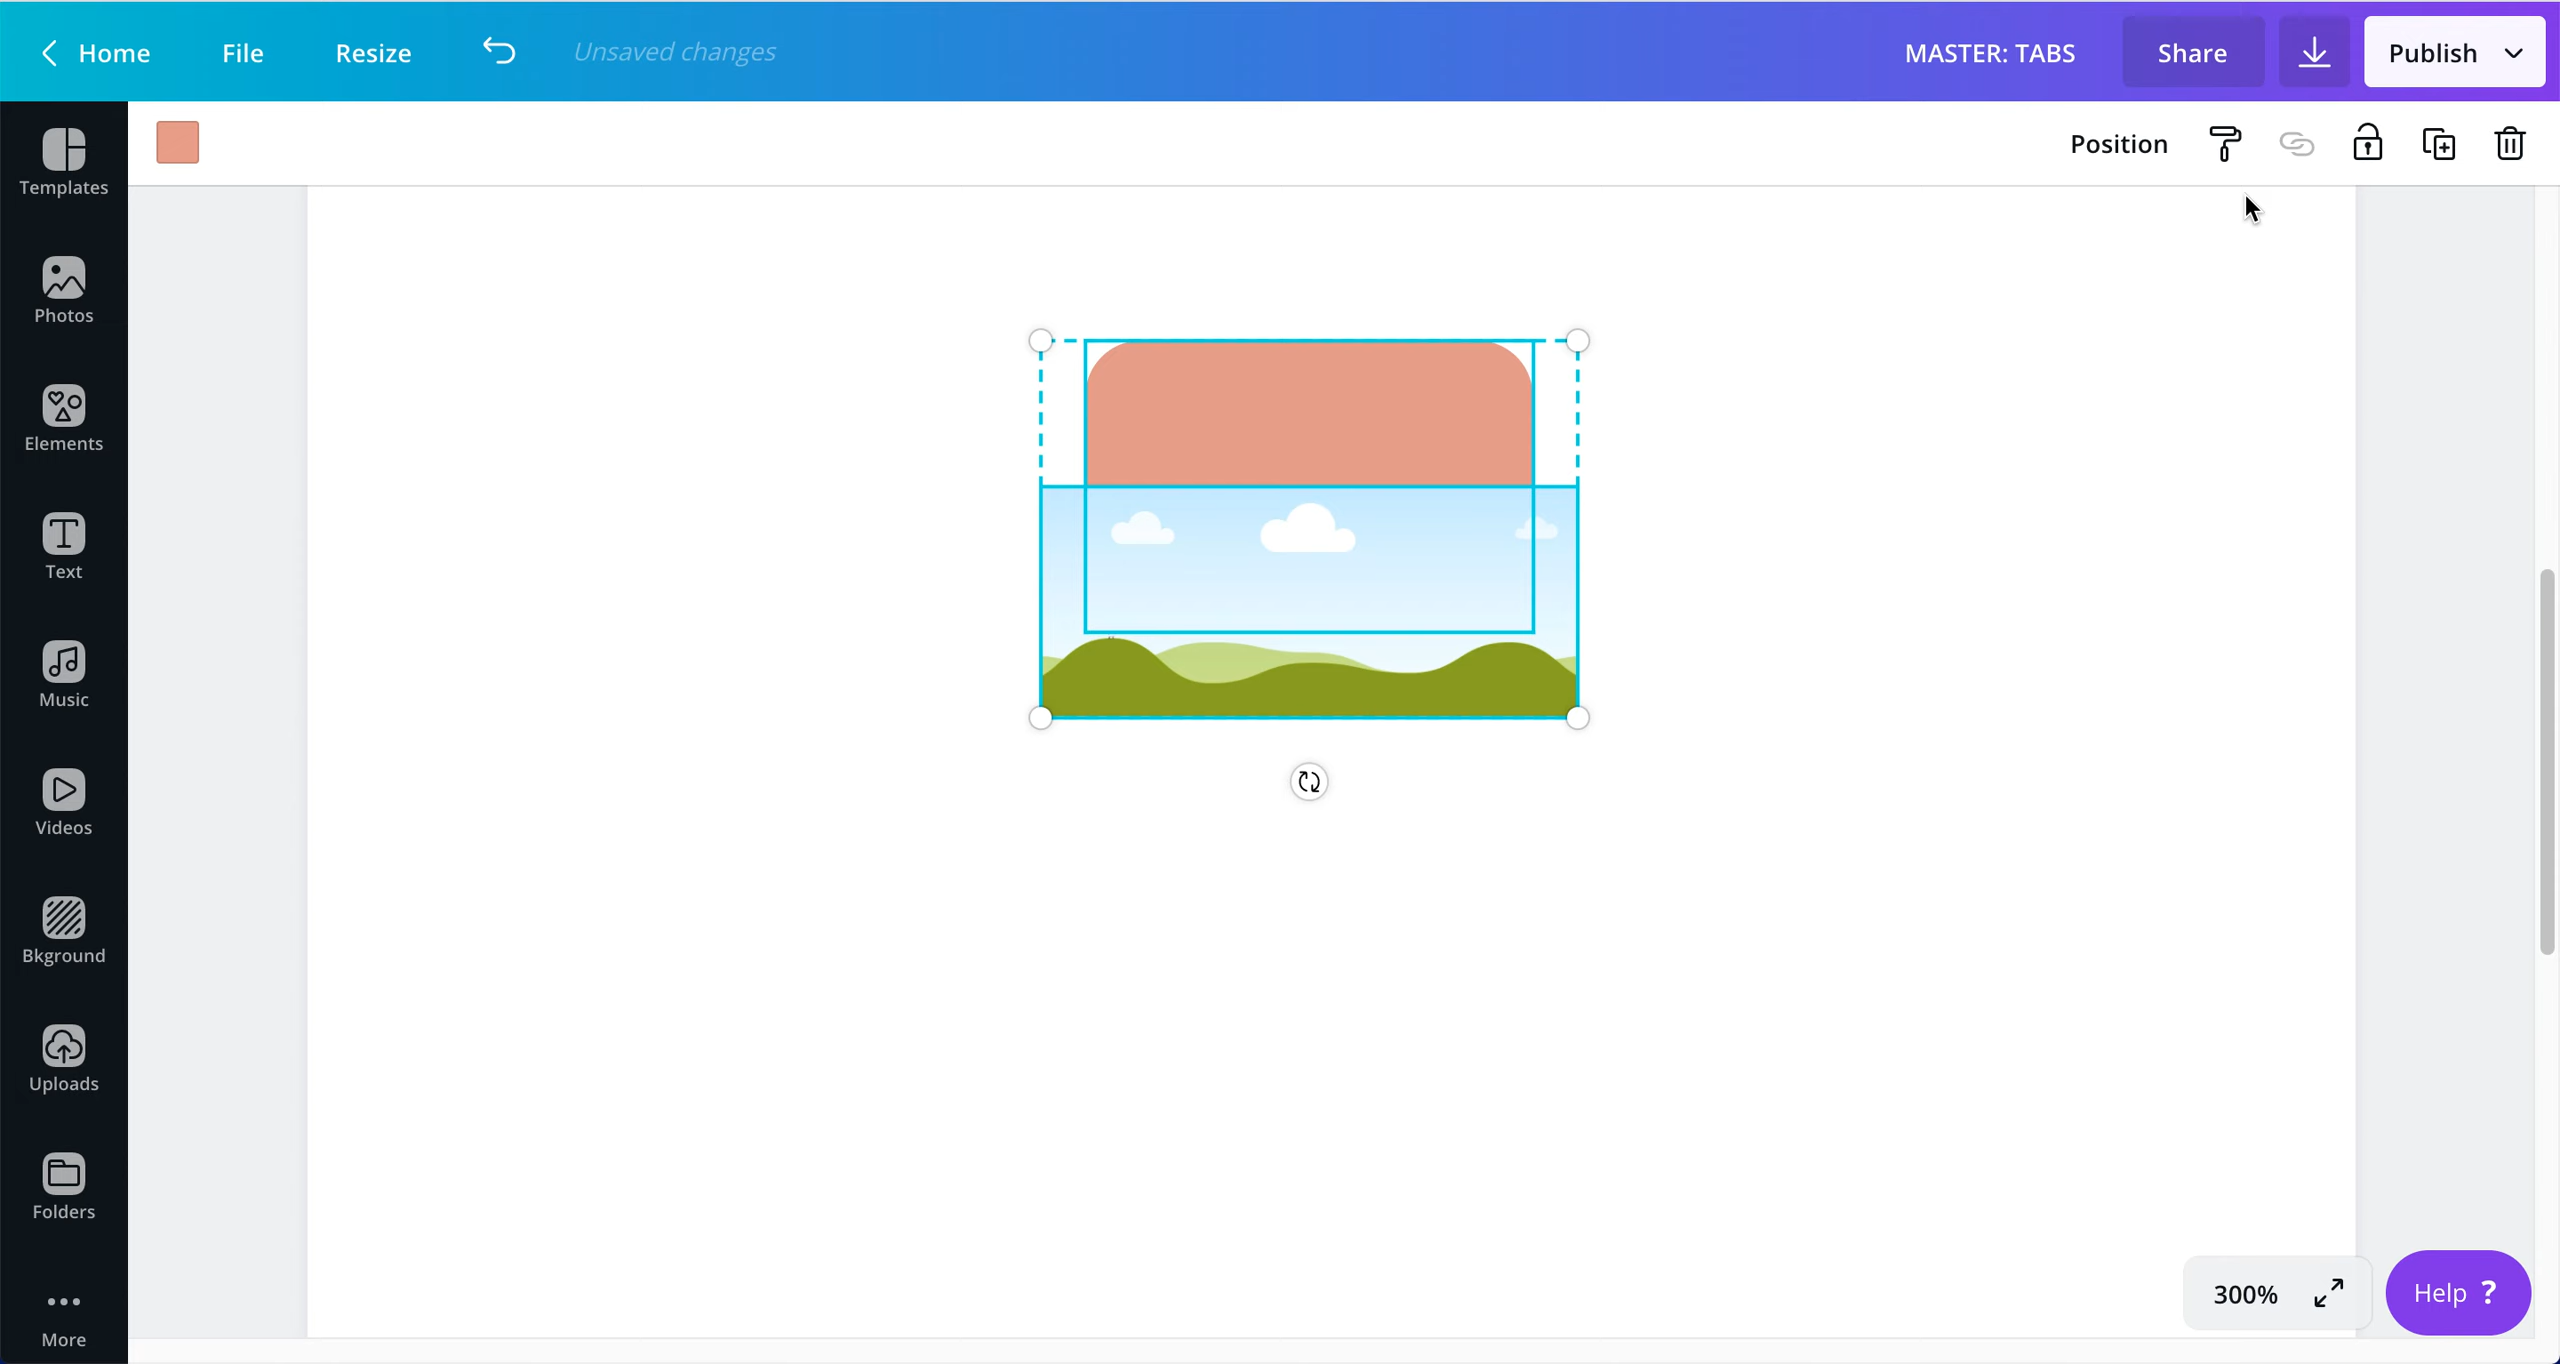 Home File Resize Unsaved changes MASTER: TABS Share Publish
Position
Templates
Photos
Elements
Text
Music
Videos
Bkground
Uploads
Folders
More
300% Help ?